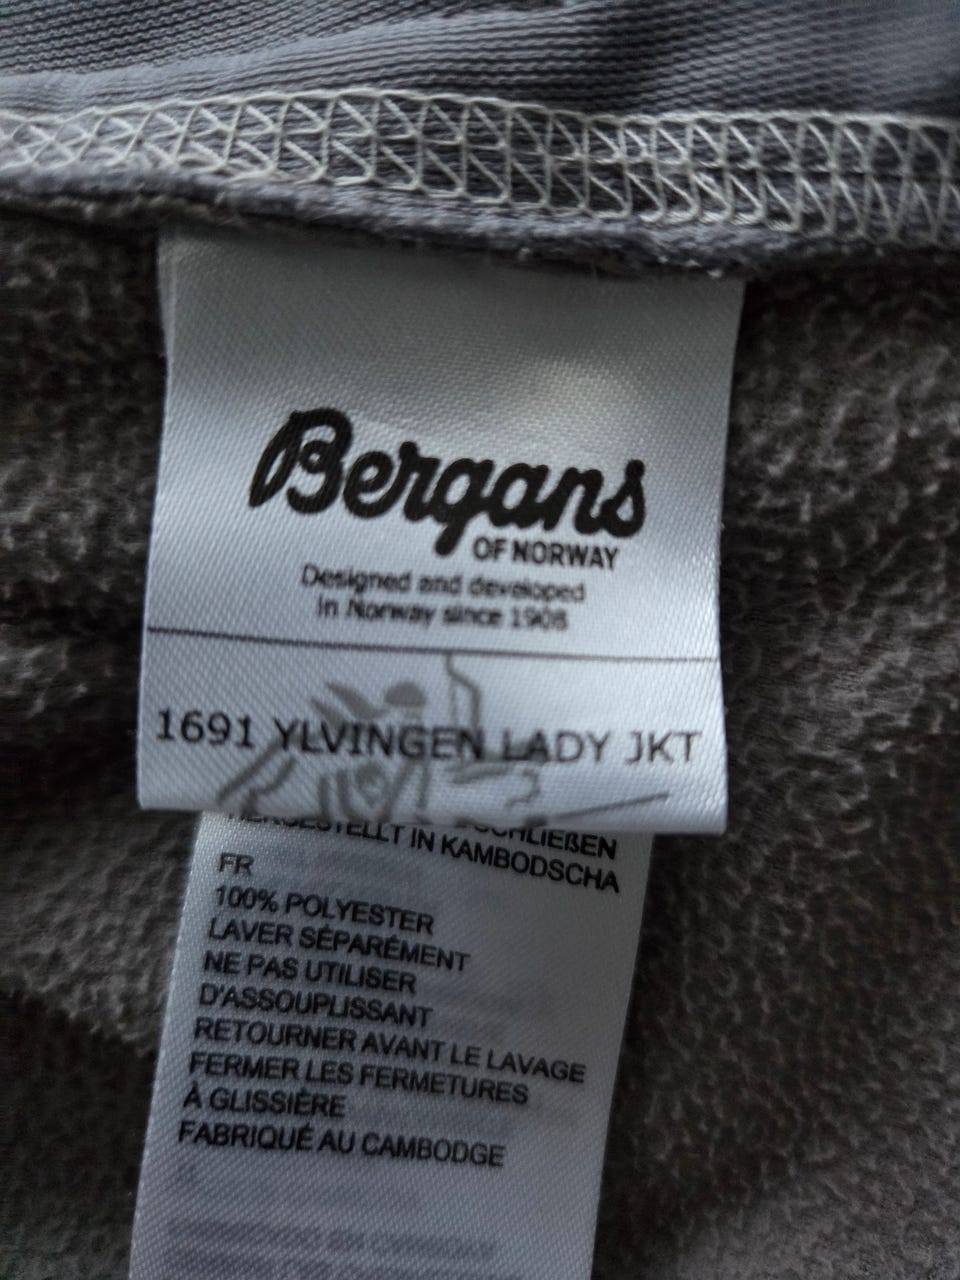 Bergans
OF NORWAY
Designed and developed
in Norway since 1908
1691 YLVINGEN LADY JKT
SCHLIEßEN
HERGESTELLT IN KAMBODSCHA
FR
100% POLYESTER
LAVER SÉPARÉMENT
NE PAS UTILISER
D'ASSOUPLISSANT
RETOURNER AVANT LE LAVAGE
FERMER LES FERMETURES
À GLISSIÈRE
FABRIQUÉ AU CAMBODGE